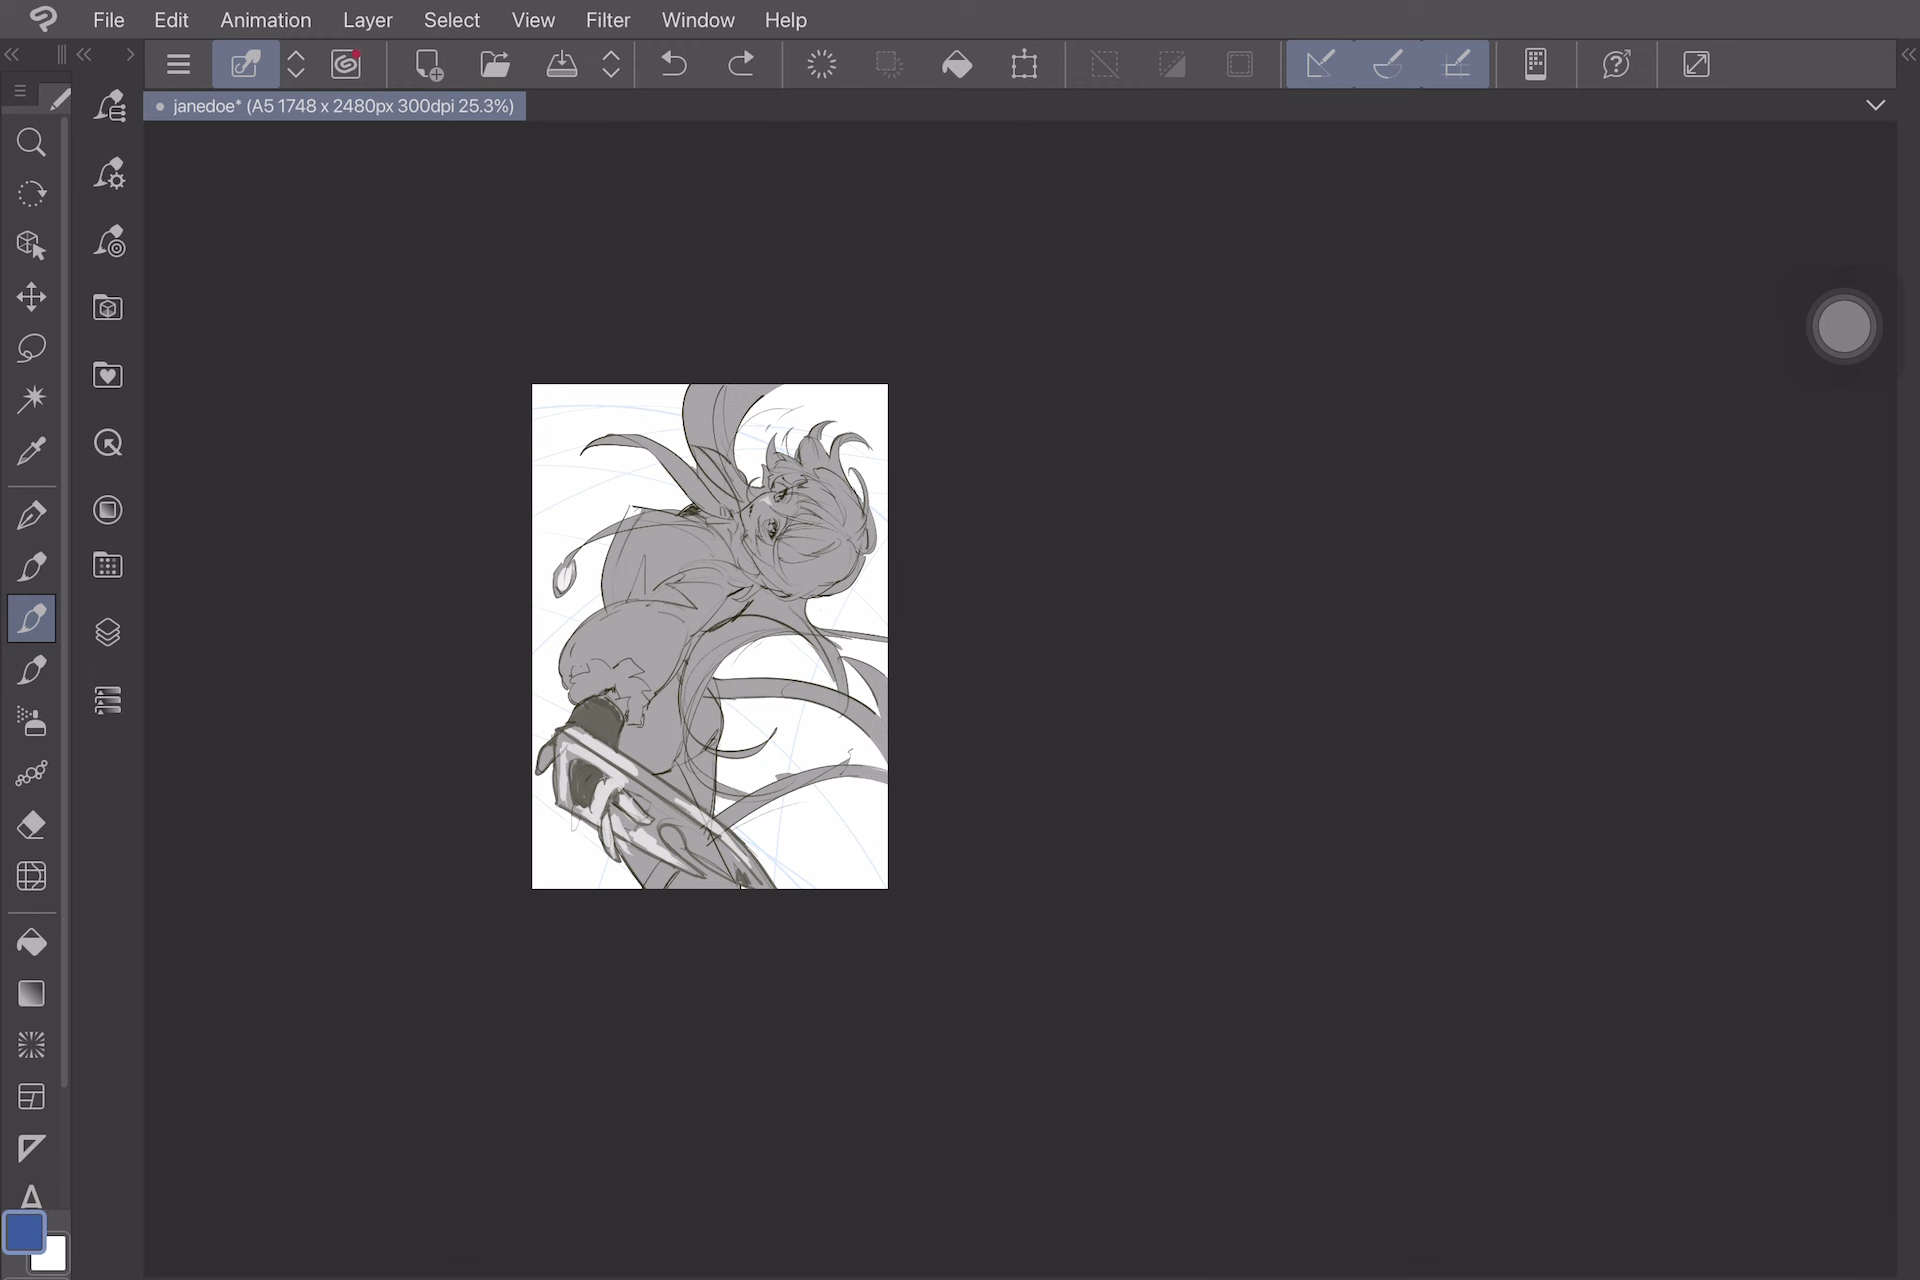 File Edit Animation Layer Select View Filter Window Help
janedoe* (A5 1748 x 2480px 300dpi 25.3%)